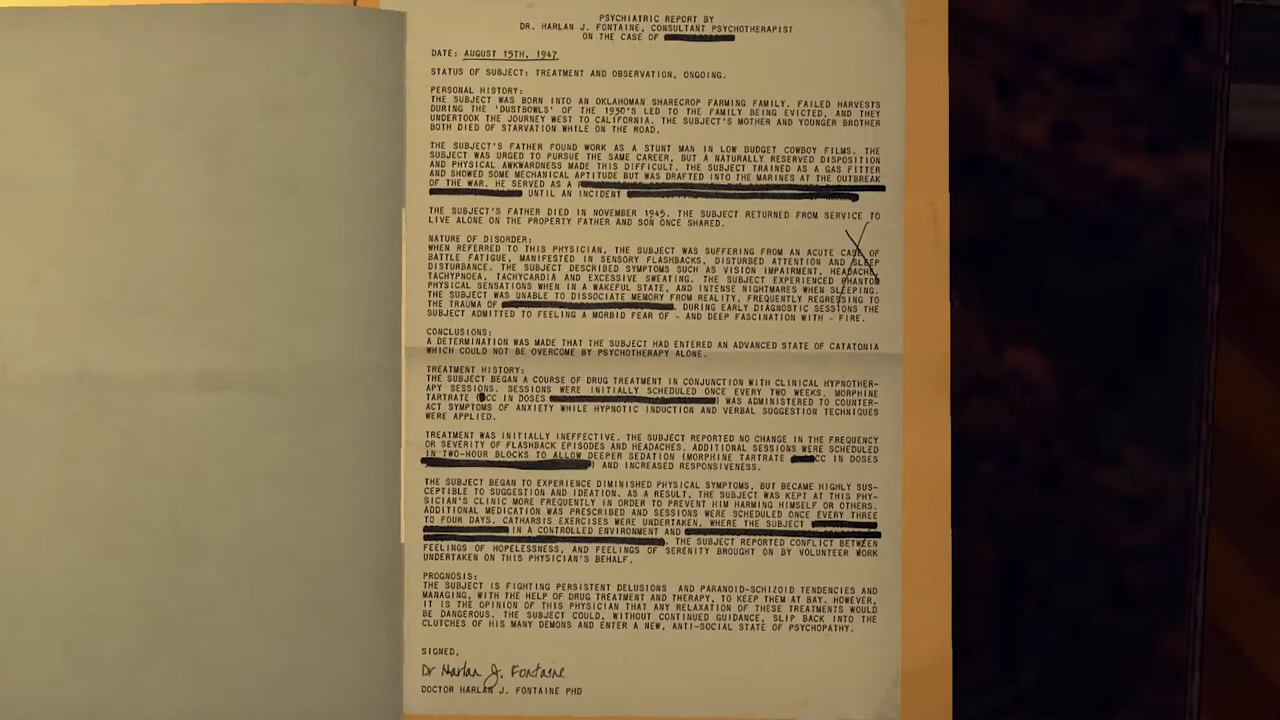 PSYCHIATRIC REPORT BY
DR. HARLAN J. FONTAINE, CONSULTANT PSYCHOTHERAPIST
ON THE CASE OF
DATE: AUGUST 15TH, 1947
STATUS OF SUBJECT: TREATMENT AND OBSERVATION, ONGOING.
PERSONAL HISTORY:
THE SUBJECT WAS BORN INTO AN OKLAHOMAN SHARECROP FARMING FAMILY. FAILED HARVESTS
DURING THE 'DUSTBOWLS' OF THE 1930'S LED TO THE FAMILY BEING EVICTED, AND THEY
UNDERTOOK THE JOURNEY WEST TO CALIFORNIA. THE SUBJECT'S MOTHER AND YOUNGER BROTHER
BOTH DIED OF STARVATION WHILE ON THE ROAD.
THE SUBJECT'S FATHER FOUND WORK AS A STUNT MAN IN LOW BUDGET COWBOY FILMS. THE
SUBJECT WAS URGED TO PURSUE THE SAME CAREER, BUT A NATURALLY RESERVED DISPOSITION
AND PHYSICAL AWKWARDNESS MADE THIS DIFFICULT. THE SUBJECT TRAINED AS A GAS FITTER
AND SHOWED SOME MECHANICAL APTITUDE BUT WAS DRAFTED INTO THE MARINES AT THE OUTBREAK
OF THE WAR. HE SERVED AS A
UNTIL AN INCIDENT
THE SUBJECT'S FATHER DIED IN NOVEMBER 1945. THE SUBJECT RETURNED FROM SERVICE TO
LIVE ALONE ON THE PROPERTY FATHER AND SON ONCE SHARED.
NATURE OF DISORDER:
WHEN REFERRED TO THIS PHYSICIAN, THE SUBJECT WAS SUFFERING FROM AN ACUTE CASE OF
BATTLE FATIGUE, MANIFESTED IN SENSORY FLASHBACKS, DISTURBED ATTENTION AND SLEEP
DISTURBANCE. THE SUBJECT DESCRIBED SYMPTOMS SUCH AS VISION IMPAIRMENT, HEADACHE,
TACHYPNOEA, TACHYCARDIA AND EXCESSIVE SWEATING. THE SUBJECT EXPERIENCED PHANTOM
PHYSICAL SENSATIONS WHEN IN A WAKEFUL STATE, AND INTENSE NIGHTMARES WHEN SLEEPING.
THE SUBJECT WAS UNABLE TO DISSOCIATE MEMORY FROM REALITY, FREQUENTLY REGRESSING TO
THE TRAUMA OF . DURING EARLY DIAGNOSTIC SESSIONS THE
SUBJECT ADMITTED TO FEELING A MORBID FEAR OF - AND DEEP FASCINATION WITH - FIRE.
CONCLUSIONS:
A DETERMINATION WAS MADE THAT THE SUBJECT HAD ENTERED AN ADVANCED STATE OF CATATONIA
WHICH COULD NOT BE OVERCOME BY PSYCHOTHERAPY ALONE.
TREATMENT HISTORY:
THE SUBJECT BEGAN A COURSE OF DRUG TREATMENT IN CONJUNCTION WITH CLINICAL HYPNOTHER-
APY SESSIONS. SESSIONS WERE INITIALLY SCHEDULED ONCE EVERY TWO WEEKS. MORPHINE
TARTRATE ( CC IN DOSES ) WAS ADMINISTERED TO COUNTER-
ACT SYMPTOMS OF ANXIETY WHILE HYPNOTIC INDUCTION AND VERBAL SUGGESTION TECHNIQUES
WERE APPLIED.
TREATMENT WAS INITIALLY INEFFECTIVE. THE SUBJECT REPORTED NO CHANGE IN THE FREQUENCY
OR SEVERITY OF FLASHBACK EPISODES AND HEADACHES. ADDITIONAL SESSIONS WERE SCHEDULED
IN TWO-HOUR BLOCKS TO ALLOW DEEPER SEDATION (MORPHINE TARTRATE CC IN DOSES
) AND INCREASED RESPONSIVENESS.
THE SUBJECT BEGAN TO EXPERIENCE DIMINISHED PHYSICAL SYMPTOMS, BUT BECAME HIGHLY SUS-
CEPTIBLE TO SUGGESTION AND IDEATION. AS A RESULT, THE SUBJECT WAS KEPT AT THIS PHY-
SICIAN'S CLINIC MORE FREQUENTLY IN ORDER TO PREVENT HIM HARMING HIMSELF OR OTHERS.
ADDITIONAL MEDICATION WAS PRESCRIBED AND SESSIONS WERE SCHEDULED ONCE EVERY THREE
TO FOUR DAYS. CATHARSIS EXERCISES WERE UNDERTAKEN, WHERE THE SUBJECT
IN A CONTROLLED ENVIRONMENT AND
. THE SUBJECT REPORTED CONFLICT BETWEEN
FEELINGS OF HOPELESSNESS, AND FEELINGS OF SERENITY BROUGHT ON BY VOLUNTEER WORK
UNDERTAKEN ON THIS PHYSICIAN'S BEHALF.
PROGNOSIS:
THE SUBJECT IS FIGHTING PERSISTENT DELUSIONS AND PARANOID-SCHIZOID TENDENCIES AND
MANAGING, WITH THE HELP OF DRUG TREATMENT AND THERAPY, TO KEEP THEM AT BAY. HOWEVER,
IT IS THE OPINION OF THIS PHYSICIAN THAT ANY RELAXATION OF THESE TREATMENTS WOULD
BE DANGEROUS. THE SUBJECT COULD, WITHOUT CONTINUED GUIDANCE, SLIP BACK INTO THE
CLUTCHES OF HIS MANY DEMONS AND ENTER A NEW, ANTI-SOCIAL STATE OF PSYCHOPATHY.
SIGNED,
Dr Harlan J. Fontaine
DOCTOR HARLAN J. FONTAINE PHD